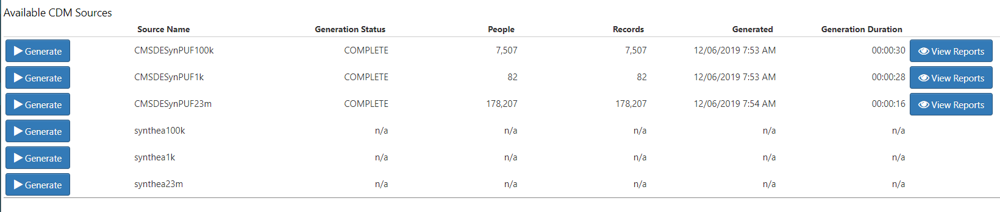 Available CDM Sources
Source Name Generation Status People Records Generated Generation Duration
Generate CMSDESynPUF100k COMPLETE 7,507 7,507 12/06/2019 7:53 AM 00:00:30 View Reports
Generate CMSDESynPUF1k COMPLETE 82 82 12/06/2019 7:53 AM 00:00:28 View Reports
Generate CMSDESynPUF23m COMPLETE 178,207 178,207 12/06/2019 7:54 AM 00:00:16 View Reports
Generate synthea100k n/a n/a n/a n/a n/a
Generate synthea1k n/a n/a n/a n/a n/a
Generate synthea23m n/a n/a n/a n/a n/a